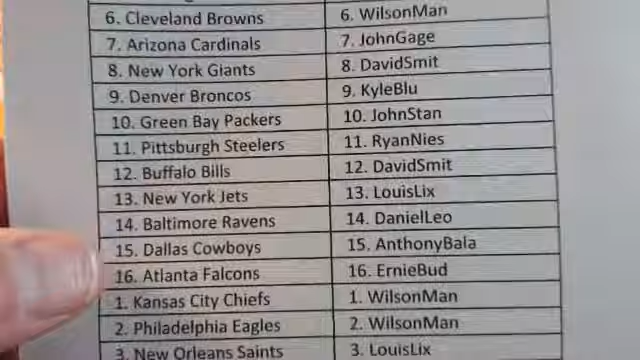 6. Cleveland Browns 6. WilsonMan
7. Arizona Cardinals 7. JohnGage
8. New York Giants 8. DavidSmit
9. Denver Broncos 9. KyleBlu
10. Green Bay Packers 10. JohnStan
11. Pittsburgh Steelers 11. RyanNies
12. Buffalo Bills 12. DavidSmit
13. New York Jets 13. LouisLix
14. Baltimore Ravens 14. DanielLeo
15. Dallas Cowboys 15. AnthonyBala
16. Atlanta Falcons 16. ErnieBud
1. Kansas City Chiefs 1. WilsonMan
2. Philadelphia Eagles 2. WilsonMan
3. New Orleans Saints 3. LouisLix